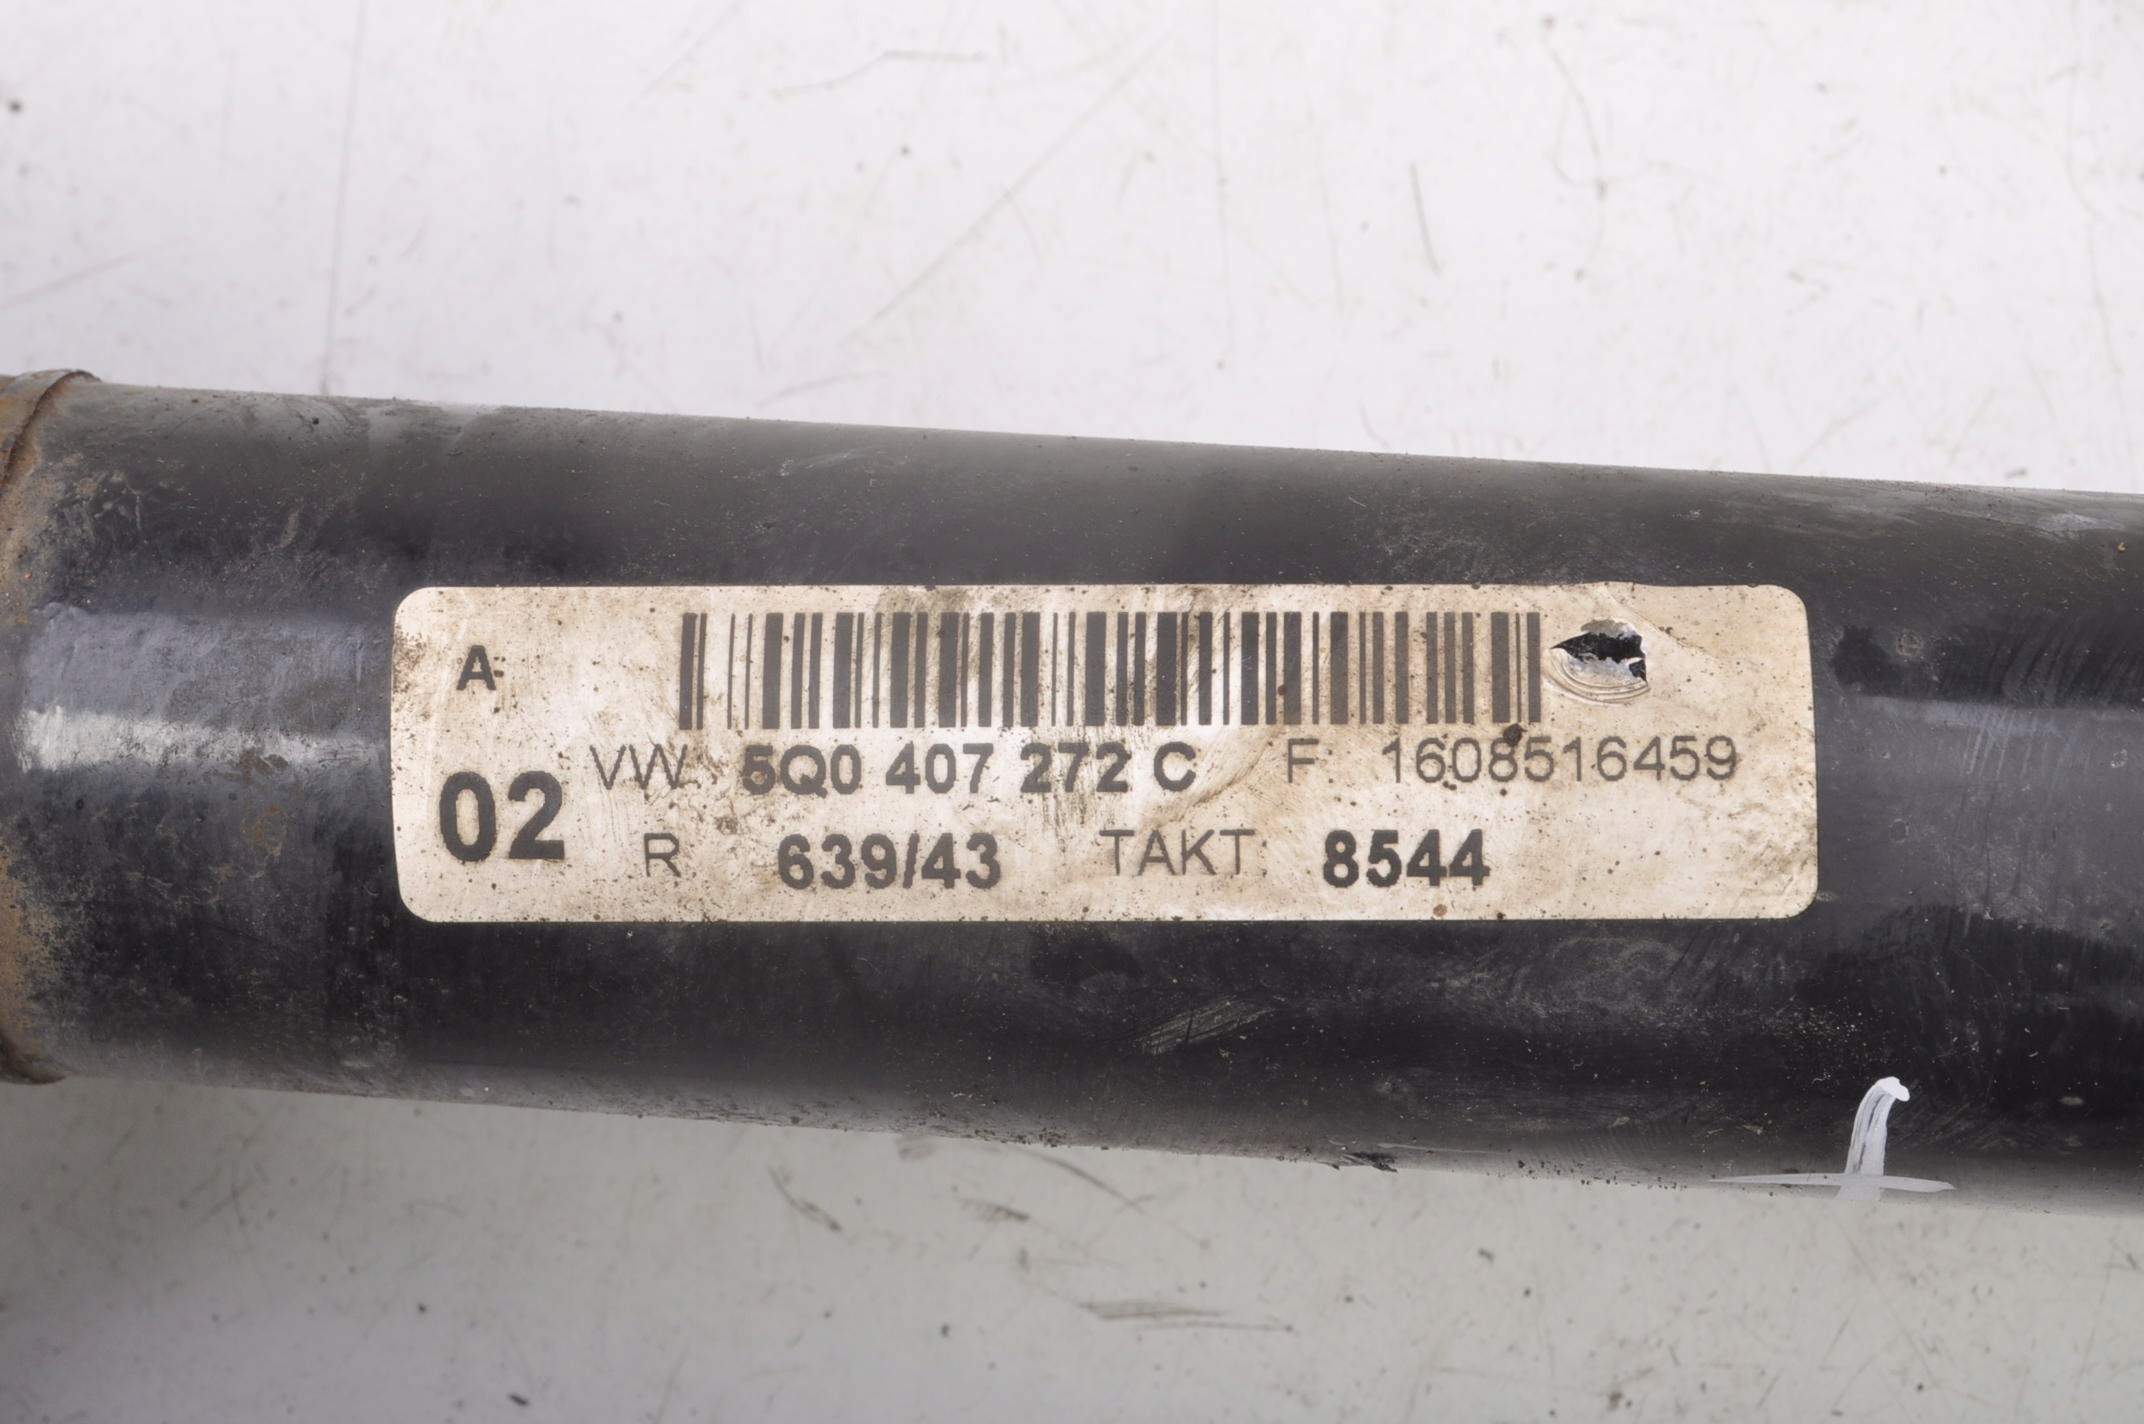 A
VW: 5Q0 407 272 C F: 1608516459
02
R: 639/43 TAKT: 8544